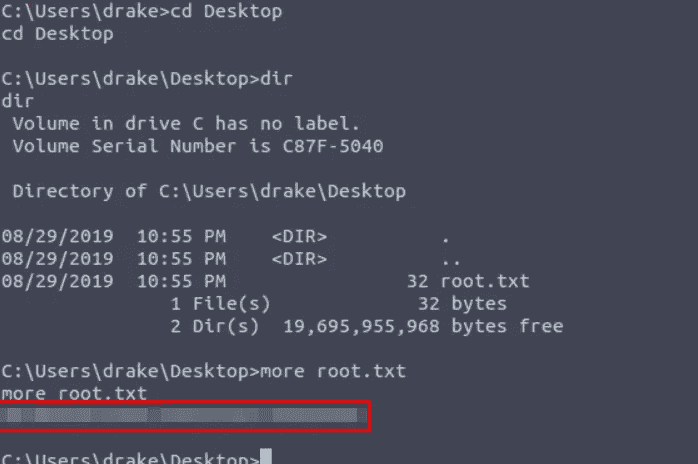 C:\Users\drake>cd Desktop
cd Desktop
C:\Users\drake\Desktop>dir
dir
 Volume in drive C has no label.
 Volume Serial Number is C87F-5040
 Directory of C:\Users\drake\Desktop
08/29/2019  10:55 PM    <DIR>          .
08/29/2019  10:55 PM    <DIR>          ..
08/29/2019  10:55 PM                32 root.txt
               1 File(s)             32 bytes
               2 Dir(s)  19,695,955,968 bytes free
C:\Users\drake\Desktop>more root.txt
more root.txt
C:\Users\drake\Desktop>